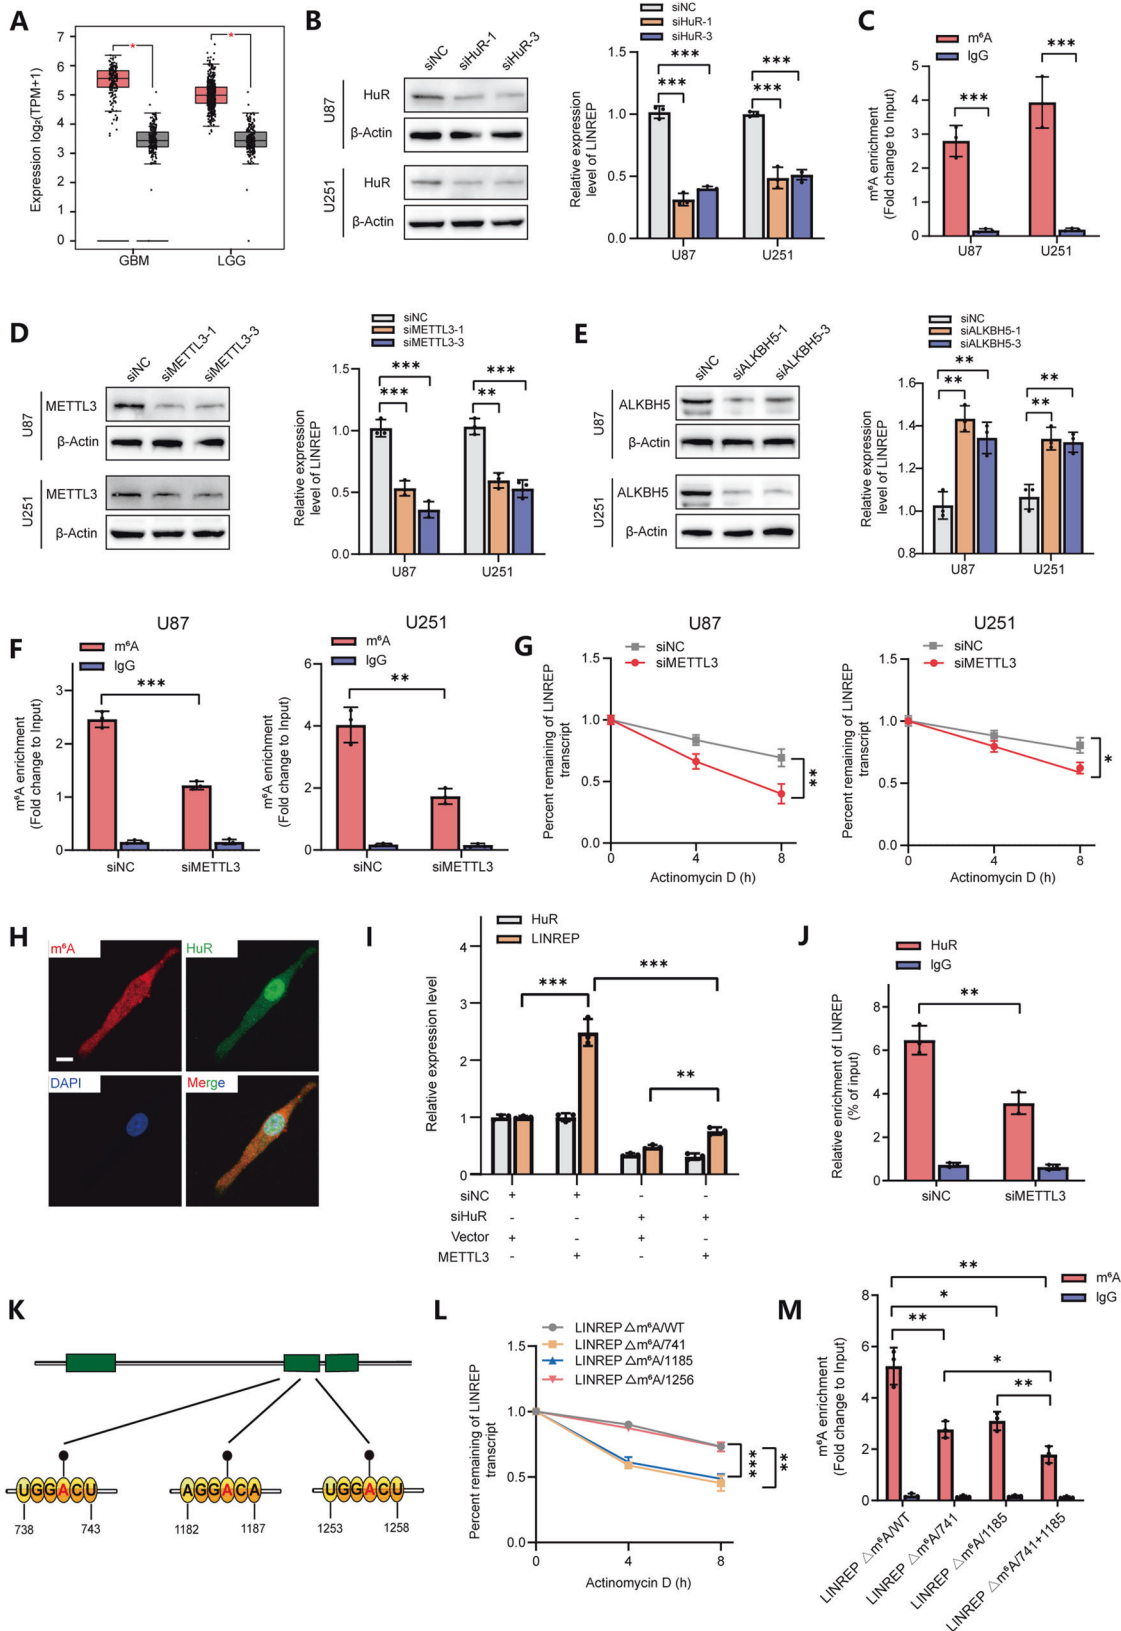 A
Expression log₂(TPM+1)
7
6
5
4
3
2
1
0
*
*
GBM
LGG
B
siNC
siHuR-1
siHuR-3
U87
HuR
β-Actin
U251
HuR
β-Actin
siNC
siHuR-1
siHuR-3
Relative expression
level of LINREP
1.5
1.0
0.5
0.0
***
***
***
***
U87
U251
C
m⁶A
IgG
m⁶A enrichment
(Fold change to Input)
6
5
4
3
2
1
0
***
***
U87
U251
D
siNC
siMETTL3-1
siMETTL3-3
U87
METTL3
β-Actin
U251
METTL3
β-Actin
siNC
siMETTL3-1
siMETTL3-3
Relative expression
level of LINREP
1.5
1.0
0.5
0.0
***
***
***
**
U87
U251
E
siNC
siALKBH5-1
siALKBH5-3
U87
ALKBH5
β-Actin
U251
ALKBH5
β-Actin
siNC
siALKBH5-1
siALKBH5-3
Relative expression
level of LINREP
1.6
1.4
1.2
1.0
0.8
**
**
**
**
U87
U251
F
U87
m⁶A
IgG
m⁶A enrichment
(Fold change to Input)
3
2
1
0
***
siNC
siMETTL3
U251
m⁶A
IgG
m⁶A enrichment
(Fold change to Input)
6
4
2
0
**
siNC
siMETTL3
G
U87
siNC
siMETTL3
Percent remaining of LINREP
transcript
1.5
1.0
0.5
0.0
**
0
4
8
Actinomycin D (h)
U251
siNC
siMETTL3
Percent remaining of LINREP
transcript
1.5
1.0
0.5
0.0
*
0
4
8
Actinomycin D (h)
H
m⁶A
HuR
DAPI
Merge
I
HuR
LINREP
Relative expression level
4
3
2
1
0
***
***
**
siNC + + - -
siHuR - - + +
Vector + - + -
METTL3 - + - +
J
HuR
IgG
Relative enrichment of LINREP
(% of input)
8
6
4
2
0
**
siNC
siMETTL3
K
UGGACU
738
743
AGGACA
1182
1187
UGGACU
1253
1258
L
LINREP △m⁶A/WT
LINREP △m⁶A/741
LINREP △m⁶A/1185
LINREP △m⁶A/1256
Percent remaining of LINREP
transcript
1.5
1.0
0.5
0.0
***
**
0
4
8
Actinomycin D (h)
M
m⁶A
IgG
m⁶A enrichment
(Fold change to Input)
8
6
4
2
0
**
*
**
*
**
LINREP △m⁶A/WT
LINREP △m⁶A/741
LINREP △m⁶A/1185
LINREP △m⁶A/741+1185